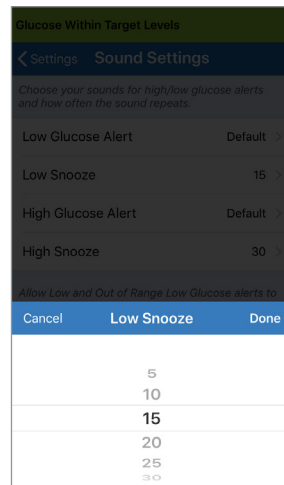 Glucose Within Target Levels
Settings Sound Settings
Choose your sounds for high/low glucose alerts
and how often the sound repeats.
Low Glucose Alert Default
Low Snooze 15
High Glucose Alert Default
High Snooze 30
Allow Low and Out of Range Low Glucose alerts to
Cancel Low Snooze Done
5
10
15
20
25
30